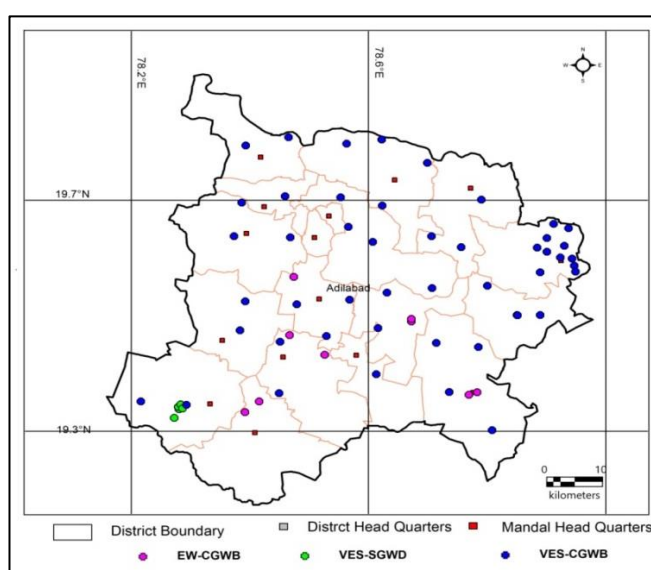 78.2°E
78.6°E
N
W E
S
19.7°N
Adilabad
19.3°N
0 10
kilometers
District Boundary
Distrct Head Quarters
Mandal Head Quarters
EW-CGWB
VES-SGWD
VES-CGWB